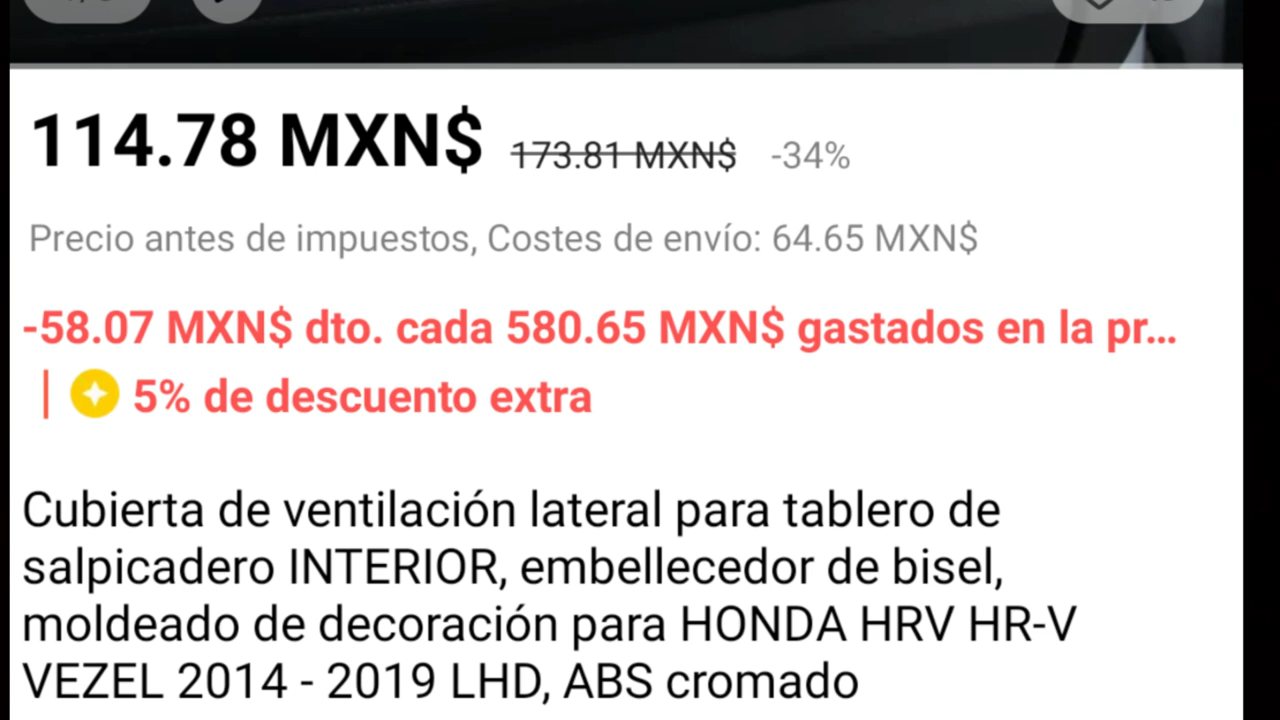 114.78 MXN$ 173.81 MXN$ -34%
Precio antes de impuestos, Costes de envío: 64.65 MXN$
-58.07 MXN$ dto. cada 580.65 MXN$ gastados en la pr...
| 5% de descuento extra
Cubierta de ventilación lateral para tablero de
salpicadero INTERIOR, embellecedor de bisel,
moldeado de decoración para HONDA HRV HR-V
VEZEL 2014 - 2019 LHD, ABS cromado